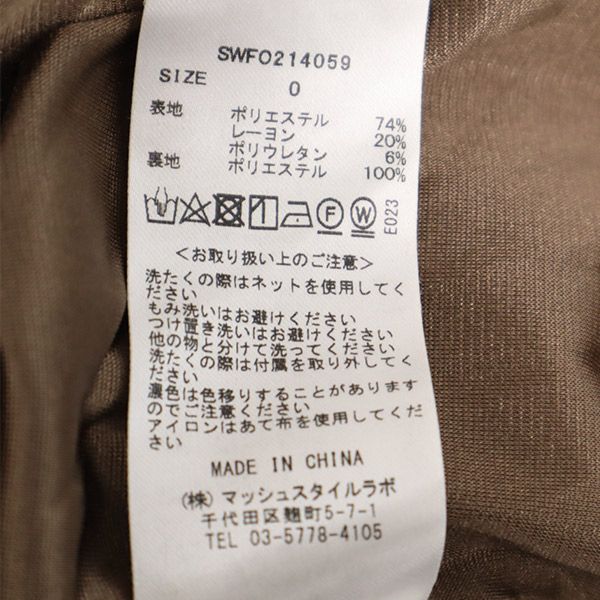 SWFO214059
SIZE 0
表地 ポリエステル 74%
レーヨン 20%
ポリウレタン 6%
裏地 ポリエステル 100%
F W E023
<お取り扱い上のご注意>
洗たくの際はネットを使用してく
ださい
もみ洗いはお避けください
つけ置き洗いはお避けください
他の物と分けて洗ってください
洗たくの際は付属を取り外してく
ださい
濃色は色移りすることがあります
のでご注意ください
アイロンはあて布を使用してくだ
さい
MADE IN CHINA
(株)マッシュスタイルラボ
千代田区麹町5-7-1
TEL 03-5778-4105